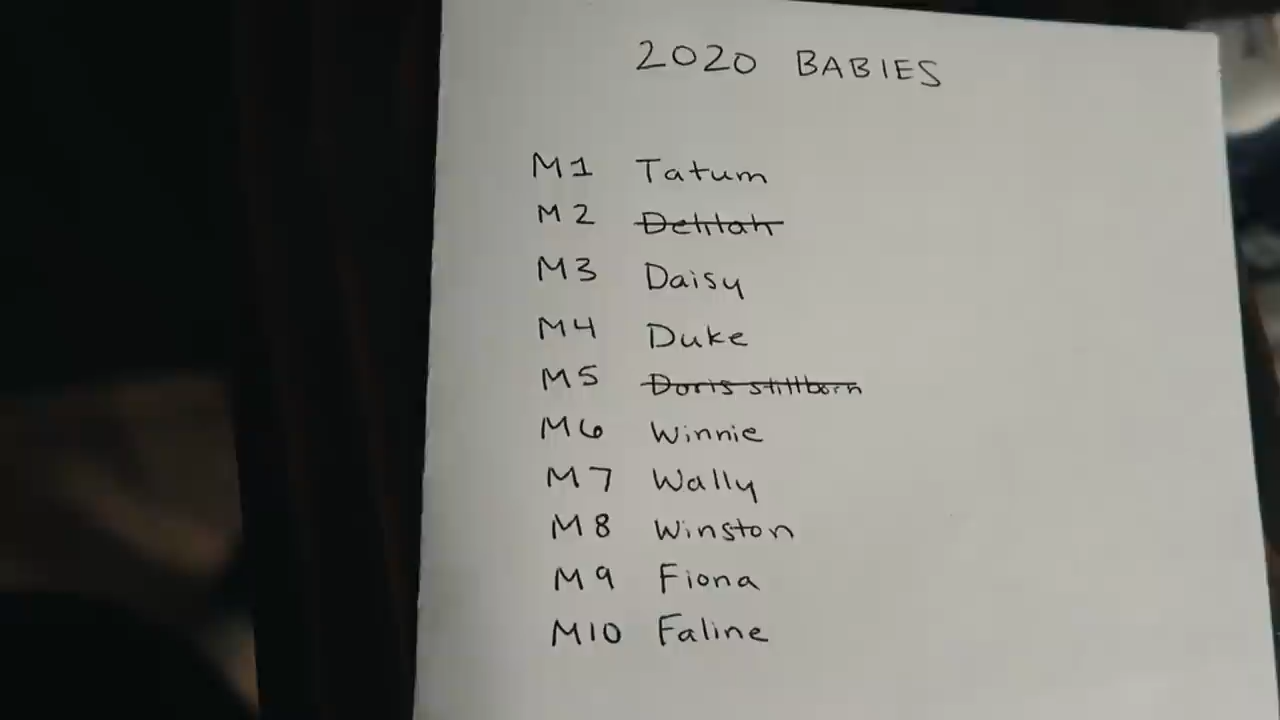 2020 BABIES
M1 Tatum
M2 Delilah
M3 Daisy
M4 Duke
M5 Doris stillborn
M6 Winnie
M7 Wally
M8 Winston
M9 Fiona
M10 Faline